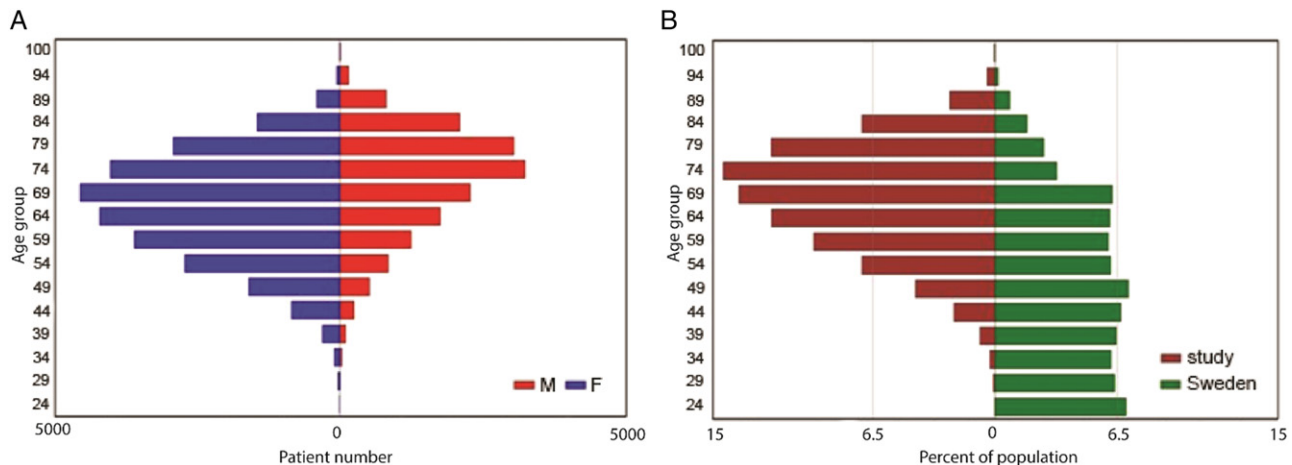 A
B
Age group
100
94
89
84
79
74
69
64
59
54
49
44
39
34
29
24
M F
5000 0 5000
Patient number
Age group
100
94
89
84
79
74
69
64
59
54
49
44
39
34
29
24
study
Sweden
15 6.5 0 6.5 15
Percent of population